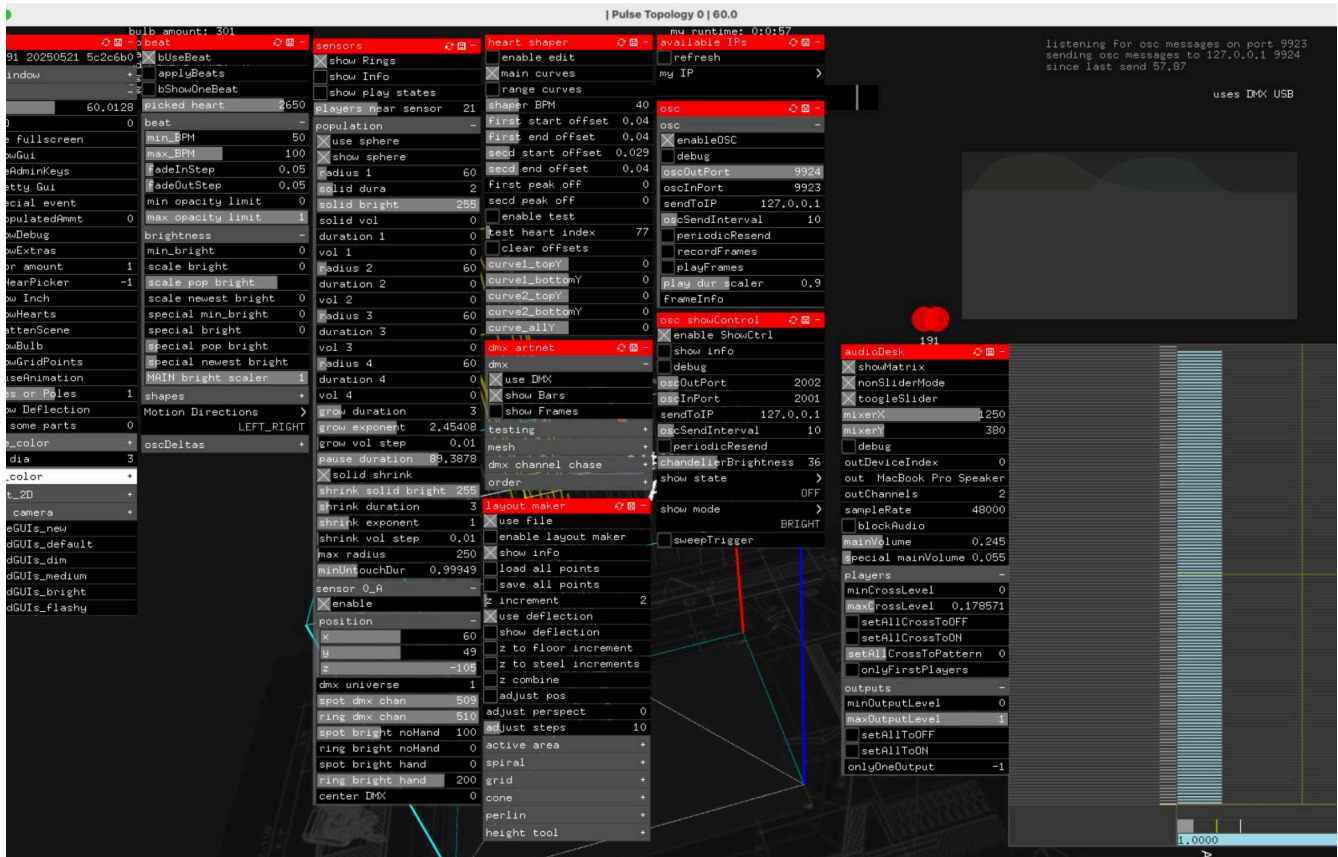 | Pulse Topology 0 | 60.0
bulb amount: 301
my runtime: 0:0:57
91 20250521 5c2c6b0
indow +
60.0128
0
fullscreen
owGui
eAdminKeys
etty Gui
ecial event
opulatedAmmt 0
owDebug
owExtras
or amount 1
HearPicker -1
ow Inch
owHearts
attenScene
owBulb
owGridPoints
useAnimation
es or Poles 1
ow Deflection
some parts 0
e_color +
dia 3
_color +
t_2D +
camera +
eGUIs_new
dGUIs_default
dGUIs_dim
dGUIs_medium
dGUIs_bright
dGUIs_flashy
beat
bUseBeat
applyBeats
bShowOneBeat
picked heart 2650
beat -
min_BPM 50
max_BPM 100
fadeInStep 0.05
fadeOutStep 0.05
min opacity limit 0
max opacity limit 1
brightness -
min_bright 0
scale bright 0
scale pop bright
scale newest bright 0
special min_bright 0
special bright 0
special pop bright
special newest bright
MAIN bright scaler 1
shapes +
Motion Directions >
LEFT_RIGHT
oscDeltas +
sensors
show Rings
show Info
show play states
players near sensor 21
population -
use sphere
show sphere
radius 1 60
solid dura 2
solid bright 255
solid vol 0
duration 1 0
vol 1 0
radius 2 60
duration 2 0
vol 2 0
radius 3 60
duration 3 0
vol 3 0
radius 4 60
duration 4 0
vol 4 0
grow duration 3
grow exponent 2.45408
grow vol step 0.01
pause duration 89.3878
solid shrink
shrink solid bright 255
shrink duration 3
shrink exponent 1
shrink vol step 0.01
max radius 250
minUntouchDur 0.99949
sensor 0_A -
enable
position -
x 60
y 49
z -105
dmx universe 1
spot dmx chan 509
ring dmx chan 510
spot bright noHand 100
ring bright noHand 0
spot bright hand 0
ring bright hand 200
center DMX 0
heart shaper
enable edit
main curves
range curves
shaper BPM 40
first start offset 0.04
first end offset 0.04
secd start offset 0.029
secd end offset 0.04
first peak off 0
secd peak off 0
enable test
test heart index 77
clear offsets
curve1_topY 0
curve1_bottomY 0
curve2_topY 0
curve2_bottomY 0
curve_allY 0
dmx artnet
dmx -
use DMX
show Bars
show Frames
testing +
mesh +
dmx channel chase +
order +
layout maker
use file
enable layout maker
show info
load all points
save all points
z increment 2
use deflection
show deflection
z to floor increment
z to steel increments
z combine
adjust pos
adjust perspect 0
adjust steps 10
active area +
spiral +
grid +
cone +
perlin +
height tool +
available IPs
refresh
my IP >
osc
osc -
enableOSC
debug
oscOutPort 9924
oscInPort 9923
sendToIP 127.0.0.1
oscSendInterval 10
periodicResend
recordFrames
playFrames
play dur scaler 0.9
frameInfo
osc showControl
enable ShowCtrl
show info
debug
oscOutPort 2002
oscInPort 2001
sendToIP 127.0.0.1
oscSendInterval 10
periodicResend
chandelierBrightness 36
show state >
OFF
show mode >
BRIGHT
sweepTrigger
listening for osc messages on port 9923
sending osc messages to 127.0.0.1 9924
since last send 57.87
uses DMX USB
191
audioDesk
showMatrix
nonSliderMode
toogleSlider
mixerX 1250
mixerY 380
debug
outDeviceIndex 0
out MacBook Pro Speaker
outChannels 2
sampleRate 48000
blockAudio
mainVolume 0.245
special mainVolume 0.055
players -
minCrossLevel 0
maxCrossLevel 0.178571
setAllCrossToOFF
setAllCrossToON
setAllCrossToPattern 0
onlyFirstPlayers
outputs -
minOutputLevel 0
maxOutputLevel 1
setAllToOFF
setAllToON
onlyOneOutput -1
1.0000